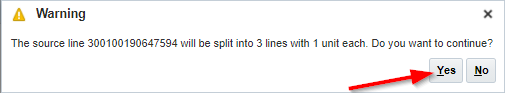 Warning
The source line 300100190647594 will be split into 3 lines with 1 unit each. Do you want to continue?
Yes No